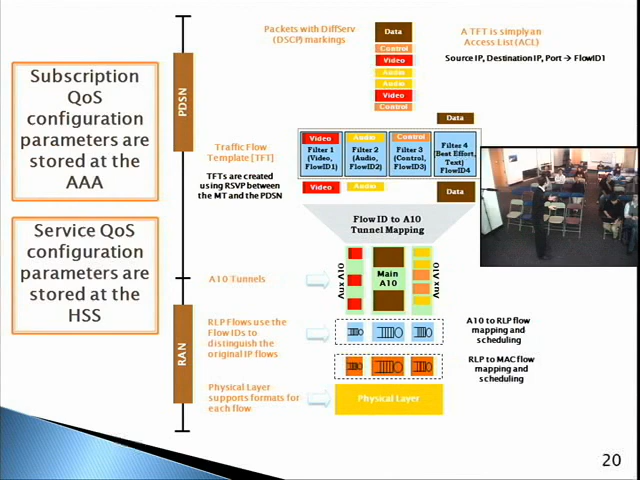 Subscription
QoS
configuration
parameters are
stored at the
AAA
Service QoS
configuration
parameters are
stored at the
HSS
PDSN
RAN
Packets with DiffServ
(DSCP) markings
Data
Control
Video
Audio
Audio
Video
Control
A TFT is simply an
Access List (ACL)
Source IP, Destination IP, Port → FlowID1
Data
Traffic Flow
Template [TFT]
TFTs are created
using RSVP between
the MT and the PDSN
Video
Filter 1
(Video,
FlowID1)
Audio
Filter 2
(Audio,
FlowID2)
Control
Filter 3
(Control,
FlowID3)
Filter 4
[Best Effort,
Text)
FlowID4
Video
Audio
Data
Flow ID to A10
Tunnel Mapping
A10 Tunnels
Aux A10
Main
A10
Aux A10
RLP Flows use the
Flow IDs to
distinguish the
original IP flows
A10 to RLP flow
mapping and
scheduling
RLP to MAC flow
mapping and
scheduling
Physical Layer
supports formats for
each flow
Physical Layer
20